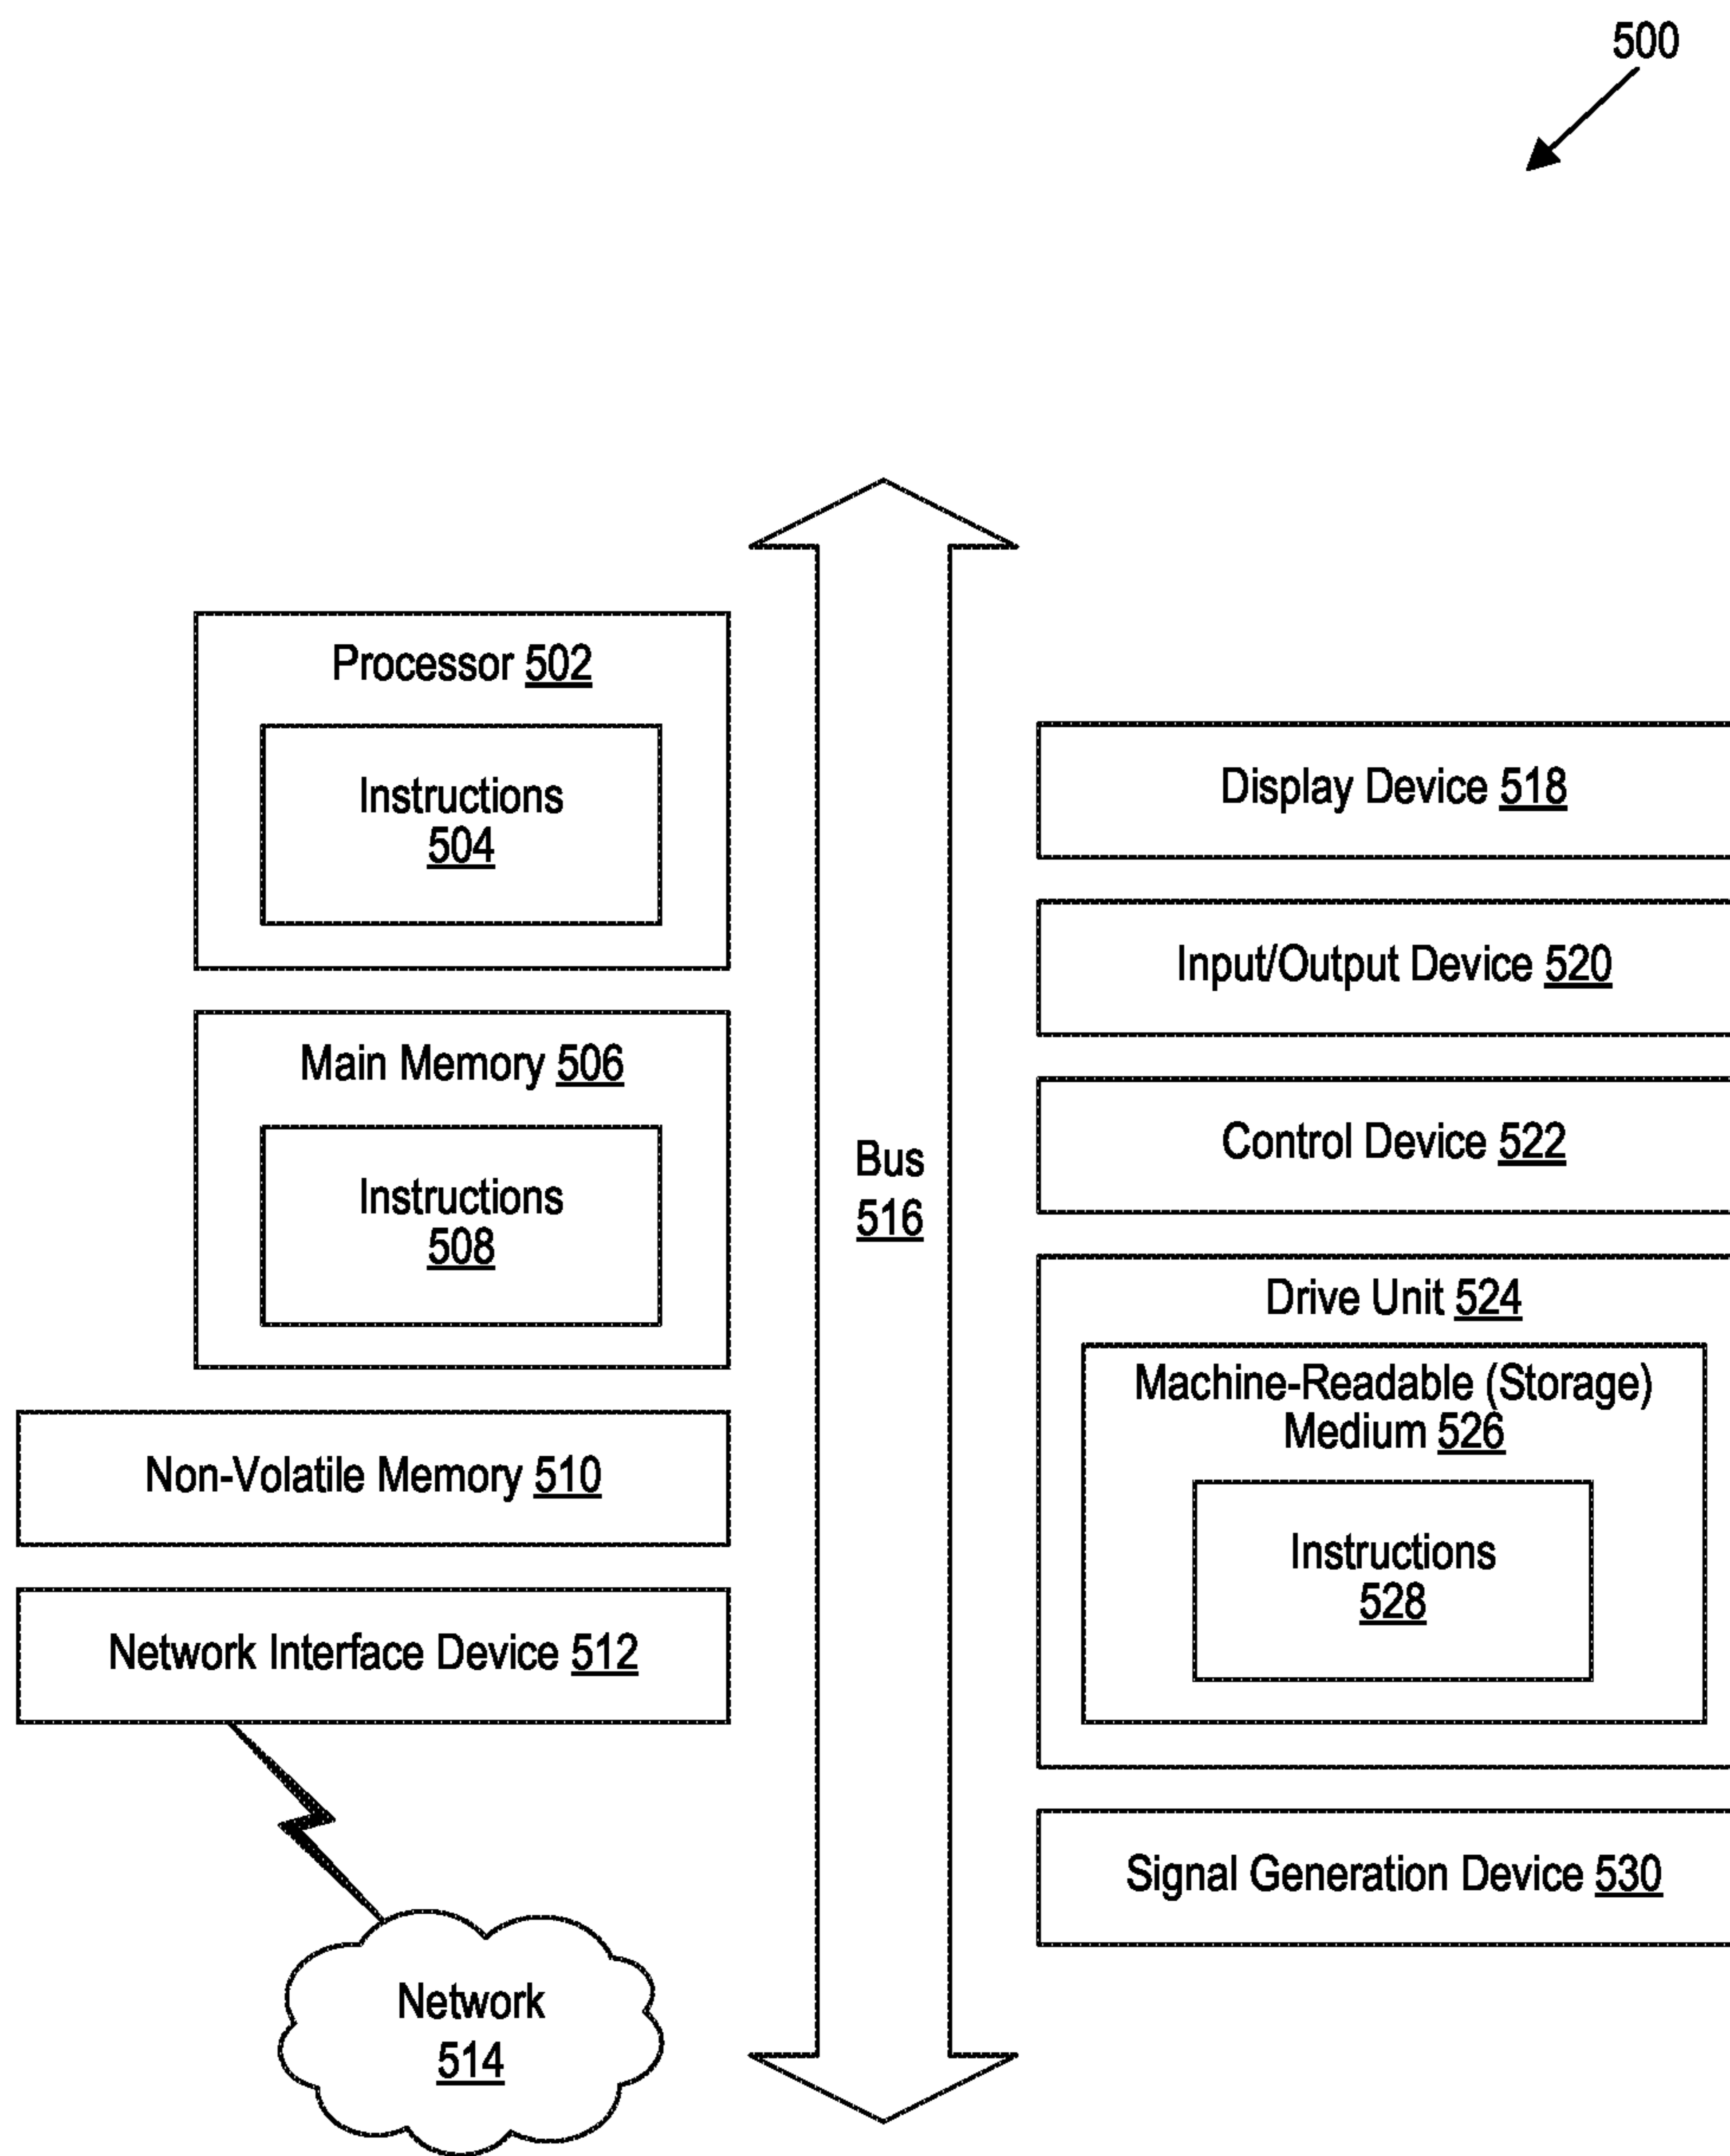 500
Processor 502
Instructions
504
Main Memory 506
Instructions
508
Non-Volatile Memory 510
Network Interface Device 512
Network
514
Bus
516
Display Device 518
Input/Output Device 520
Control Device 522
Drive Unit 524
Machine-Readable (Storage)
Medium 526
Instructions
528
Signal Generation Device 530